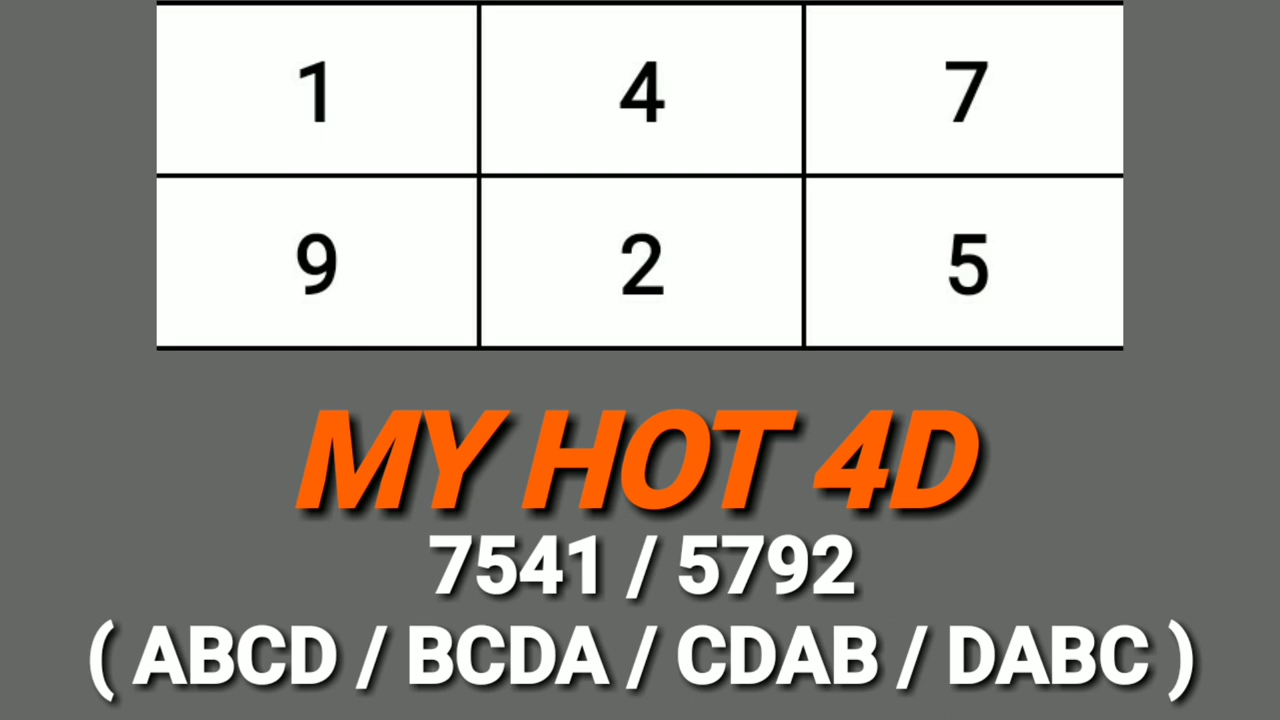 1 4 7
9 2 5
MY HOT 4D
7541 / 5792
( ABCD / BCDA / CDAB / DABC )